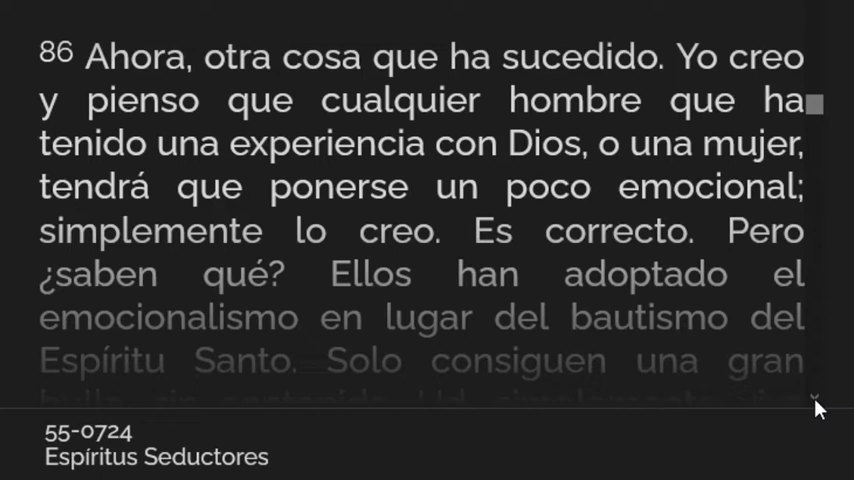 86 Ahora, otra cosa que ha sucedido. Yo creo
y pienso que cualquier hombre que ha
tenido una experiencia con Dios, o una mujer,
tendrá que ponerse un poco emocional;
simplemente lo creo. Es correcto. Pero
¿saben qué? Ellos han adoptado el
emocionalismo en lugar del bautismo del
Espíritu Santo. Solo consiguen una gran
55-0724
Espíritus Seductores